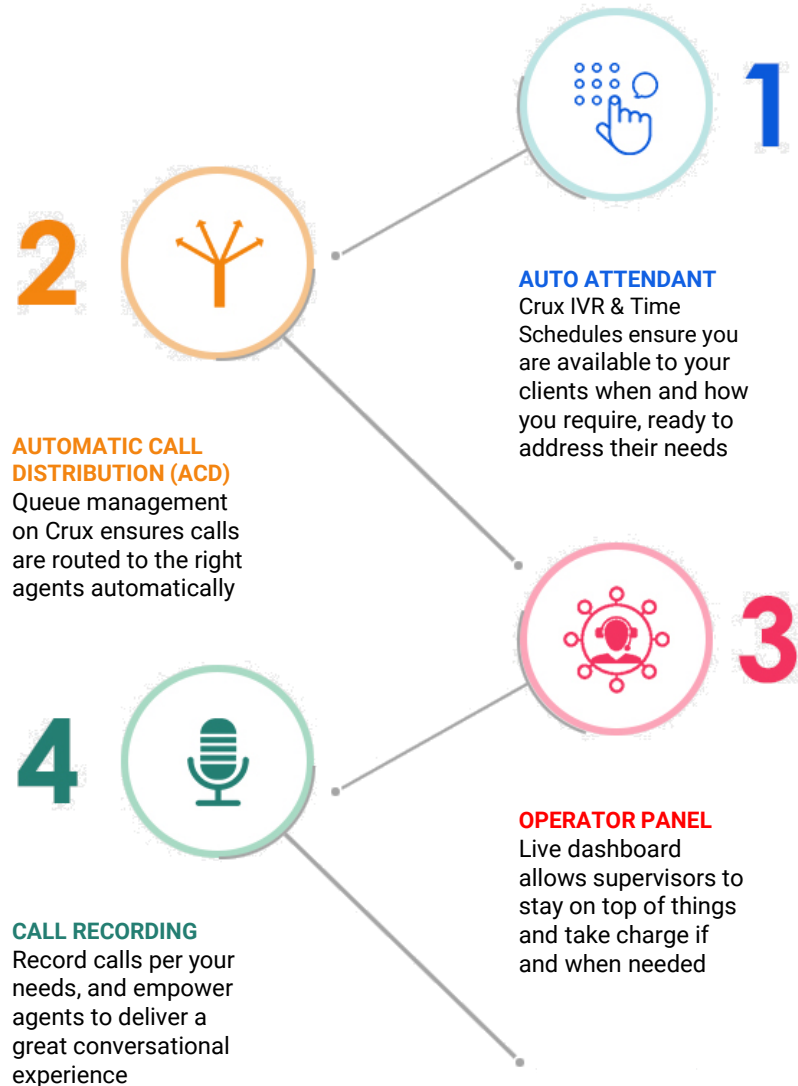 1
AUTO ATTENDANT
Crux IVR & Time
Schedules ensure you
are available to your
clients when and how
you require, ready to
address their needs
2
AUTOMATIC CALL
DISTRIBUTION (ACD)
Queue management
on Crux ensures calls
are routed to the right
agents automatically
3
OPERATOR PANEL
Live dashboard
allows supervisors to
stay on top of things
and take charge if
and when needed
4
CALL RECORDING
Record calls per your
needs, and empower
agents to deliver a
great conversational
experience